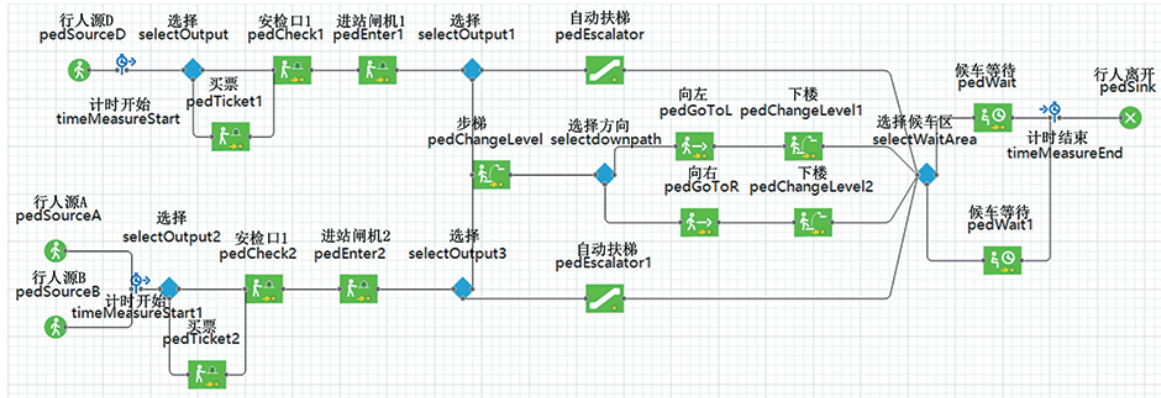 行人源D
pedSourceD
选择
selectOutput
安检口1
pedCheck1
进站闸机1
pedEnter1
选择
selectOutput1
自动扶梯
pedEscalator
计时开始
timeMeasureStart
买票
pedTicket1
步梯
pedChangeLevel
选择方向
selectdownpath
向左
pedGoToL
下楼
pedChangeLevel1
向右
pedGoToR
下楼
pedChangeLevel2
选择候车区
selectWaitArea
候车等待
pedWait
行人离开
pedSink
计时结束
timeMeasureEnd
候车等待
pedWait1
行人源A
pedSourceA
选择
selectOutput2
安检口1
pedCheck2
进站闸机2
pedEnter2
选择
selectOutput3
自动扶梯
pedEscalator1
行人源B
pedSourceB
计时开始
timeMeasureStart1
买票
pedTicket2